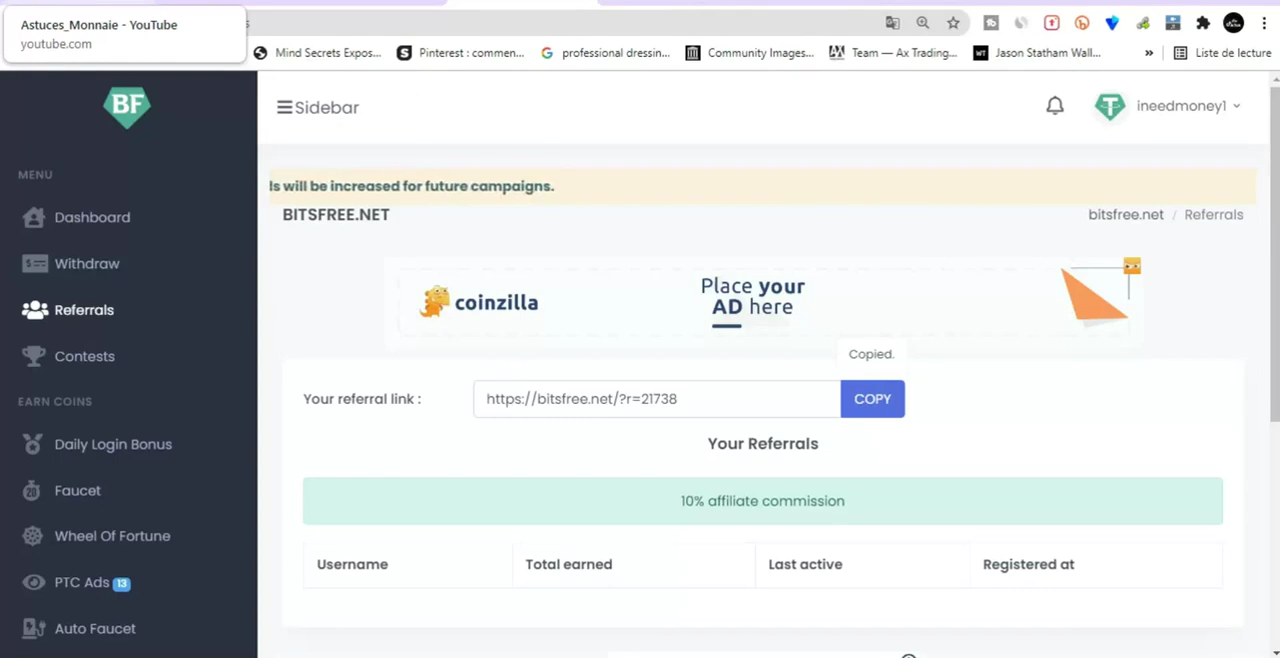 Astuces_Monnaie - YouTube
youtube.com
Mind Secrets Expos...
Pinterest : commen...
professional dressin...
Community Images...
Team — Ax Trading...
Jason Statham Wall...
»
Liste de lecture
BF
Sidebar
ineedmoney1
MENU
Dashboard
Withdraw
Referrals
Contests
EARN COINS
Daily Login Bonus
Faucet
Wheel Of Fortune
PTC Ads 13
Auto Faucet
ls will be increased for future campaigns.
BITSFREE.NET
bitsfree.net / Referrals
coinzilla
Place your
AD here
Copied.
Your referral link :
https://bitsfree.net/?r=21738
COPY
Your Referrals
10% affiliate commission
Username
Total earned
Last active
Registered at